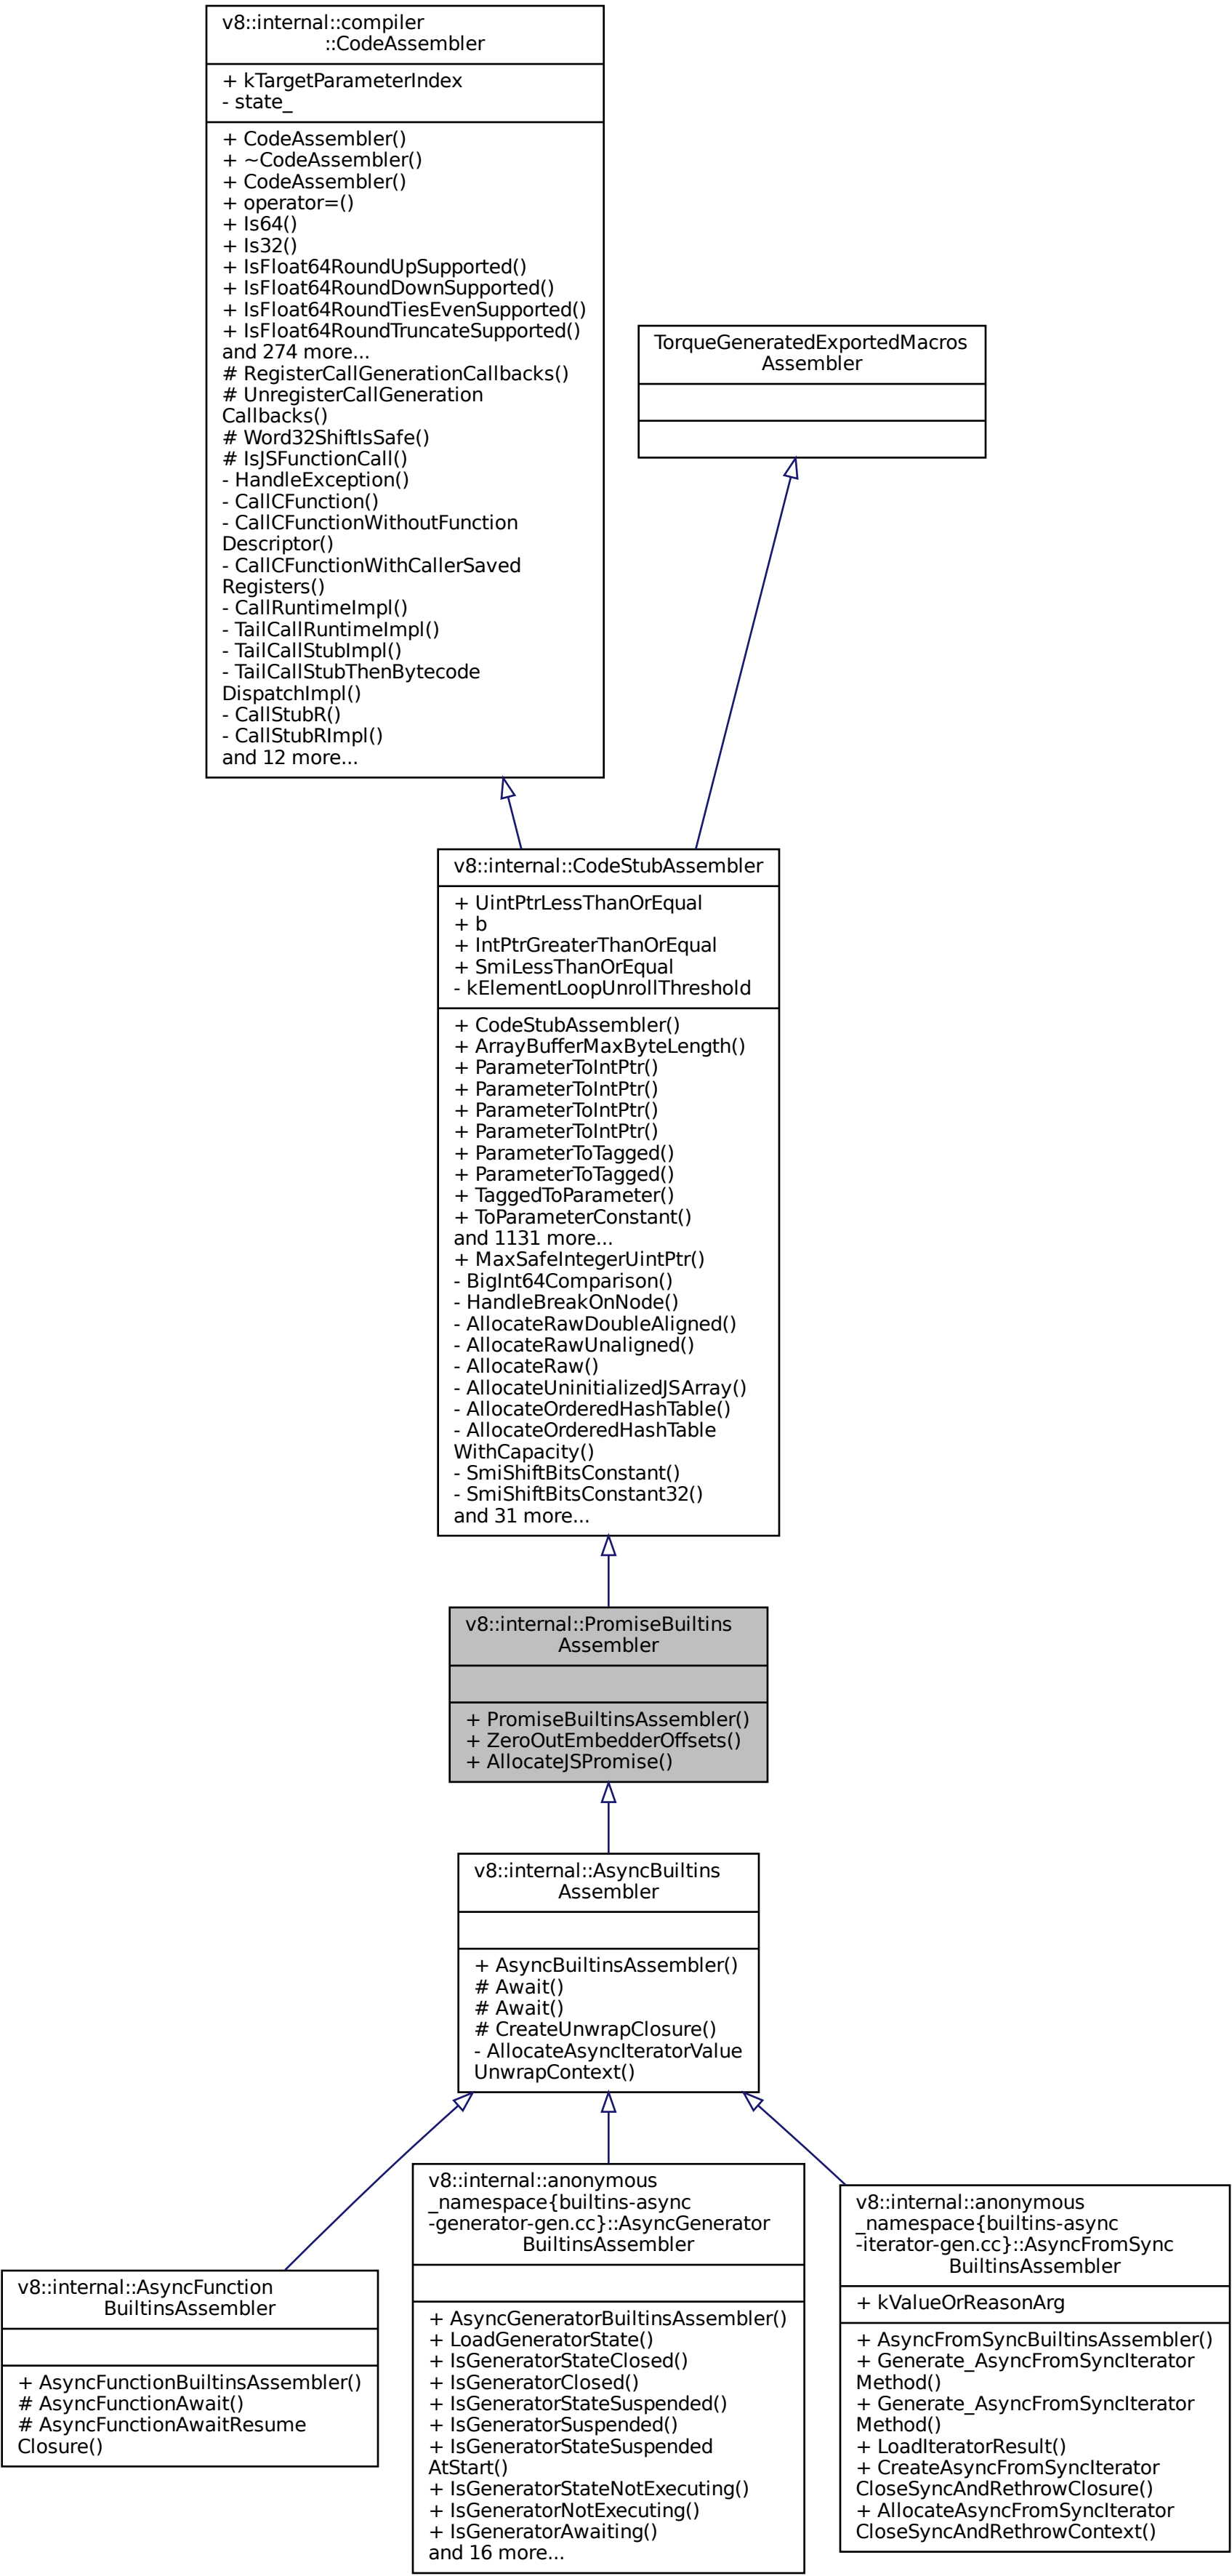 v8::internal::compiler
::CodeAssembler
+ kTargetParameterIndex
- state_
+ CodeAssembler()
+ ~CodeAssembler()
+ CodeAssembler()
+ operator=()
+ Is64()
+ Is32()
+ IsFloat64RoundUpSupported()
+ IsFloat64RoundDownSupported()
+ IsFloat64RoundTiesEvenSupported()
+ IsFloat64RoundTruncateSupported()
and 274 more...
# RegisterCallGenerationCallbacks()
# UnregisterCallGeneration
Callbacks()
# Word32ShiftIsSafe()
# IsJSFunctionCall()
- HandleException()
- CallCFunction()
- CallCFunctionWithoutFunction
Descriptor()
- CallCFunctionWithCallerSaved
Registers()
- CallRuntimeImpl()
- TailCallRuntimeImpl()
- TailCallStubImpl()
- TailCallStubThenBytecode
DispatchImpl()
- CallStubR()
- CallStubRImpl()
and 12 more...
TorqueGeneratedExportedMacros
Assembler
v8::internal::CodeStubAssembler
+ UintPtrLessThanOrEqual
+ b
+ IntPtrGreaterThanOrEqual
+ SmiLessThanOrEqual
- kElementLoopUnrollThreshold
+ CodeStubAssembler()
+ ArrayBufferMaxByteLength()
+ ParameterToIntPtr()
+ ParameterToIntPtr()
+ ParameterToIntPtr()
+ ParameterToIntPtr()
+ ParameterToTagged()
+ ParameterToTagged()
+ TaggedToParameter()
+ ToParameterConstant()
and 1131 more...
+ MaxSafeIntegerUintPtr()
- BigInt64Comparison()
- HandleBreakOnNode()
- AllocateRawDoubleAligned()
- AllocateRawUnaligned()
- AllocateRaw()
- AllocateUninitializedJSArray()
- AllocateOrderedHashTable()
- AllocateOrderedHashTable
WithCapacity()
- SmiShiftBitsConstant()
- SmiShiftBitsConstant32()
and 31 more...
v8::internal::PromiseBuiltins
Assembler
+ PromiseBuiltinsAssembler()
+ ZeroOutEmbedderOffsets()
+ AllocateJSPromise()
v8::internal::AsyncBuiltins
Assembler
+ AsyncBuiltinsAssembler()
# Await()
# Await()
# CreateUnwrapClosure()
- AllocateAsyncIteratorValue
UnwrapContext()
v8::internal::AsyncFunction
BuiltinsAssembler
+ AsyncFunctionBuiltinsAssembler()
# AsyncFunctionAwait()
# AsyncFunctionAwaitResume
Closure()
v8::internal::anonymous
_namespace{builtins-async
-generator-gen.cc}::AsyncGenerator
BuiltinsAssembler
+ AsyncGeneratorBuiltinsAssembler()
+ LoadGeneratorState()
+ IsGeneratorStateClosed()
+ IsGeneratorClosed()
+ IsGeneratorStateSuspended()
+ IsGeneratorSuspended()
+ IsGeneratorStateSuspended
AtStart()
+ IsGeneratorStateNotExecuting()
+ IsGeneratorNotExecuting()
+ IsGeneratorAwaiting()
and 16 more...
v8::internal::anonymous
_namespace{builtins-async
-iterator-gen.cc}::AsyncFromSync
BuiltinsAssembler
+ kValueOrReasonArg
+ AsyncFromSyncBuiltinsAssembler()
+ Generate_AsyncFromSyncIterator
Method()
+ Generate_AsyncFromSyncIterator
Method()
+ LoadIteratorResult()
+ CreateAsyncFromSyncIterator
CloseSyncAndRethrowClosure()
+ AllocateAsyncFromSyncIterator
CloseSyncAndRethrowContext()